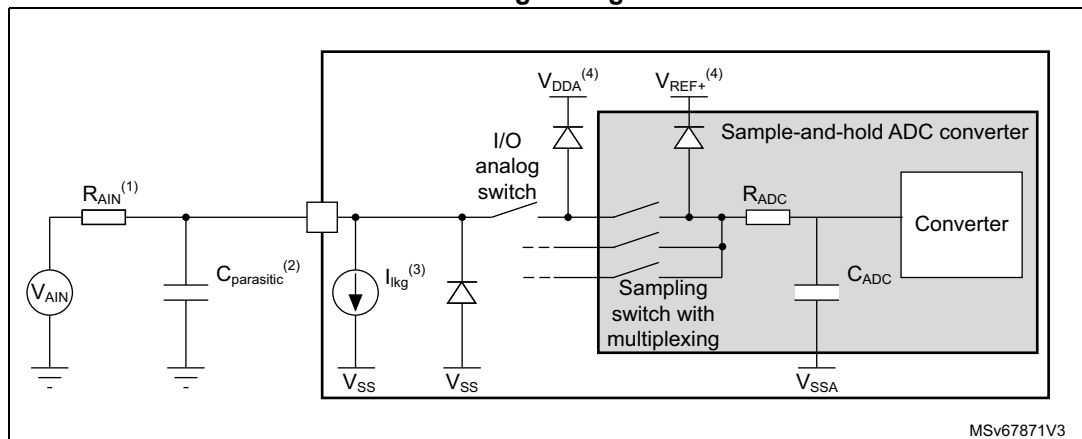 V_DDA^(4)
V_REF+^(4)
Sample-and-hold ADC converter
I/O
analog
switch
R_AIN^(1)
R_ADC
Converter
V_AIN
C_parasitic^(2)
I_lkg^(3)
C_ADC
Sampling
switch with
multiplexing
V_SS
V_SS
V_SSA
MSv67871V3